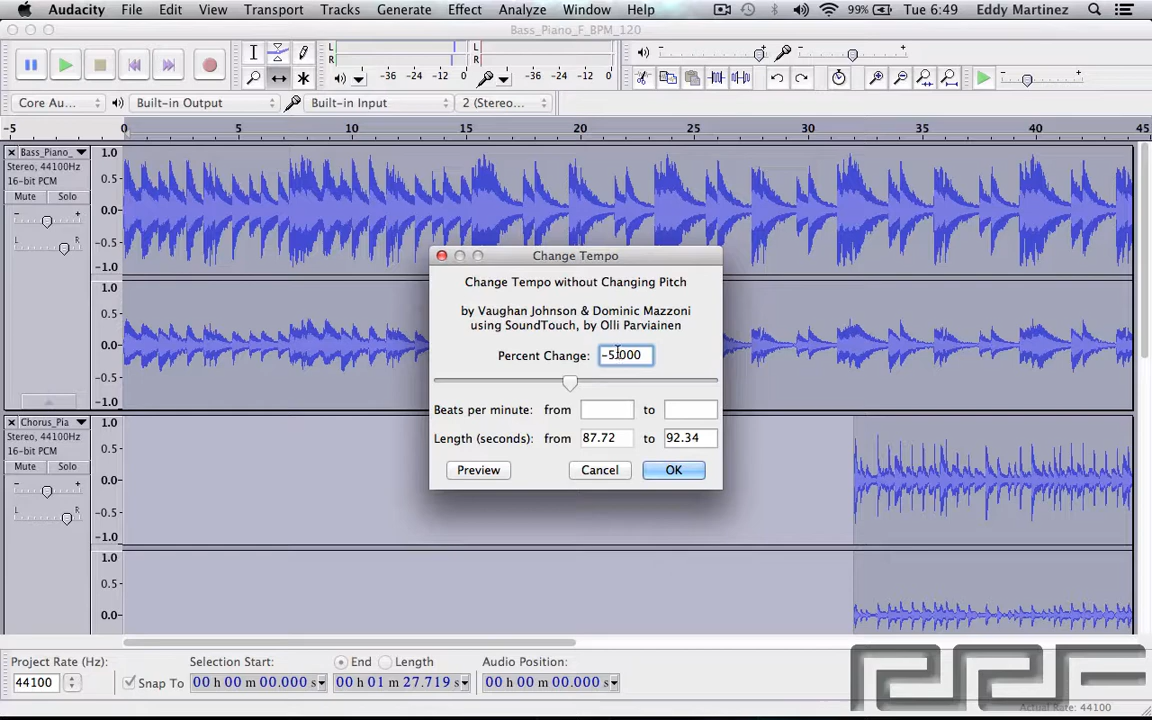 Audacity File Edit View Transport Tracks Generate Effect Analyze Window Help 99% Tue 6:49 Eddy Martinez
Bass_Piano_F_BPM_120
L
R
-36 -24 -12 0
L
R
-36 -24 -12 0
- +
- +
- +
Core Au... Built-in Output Built-in Input 2 (Stereo...
-5 0 5 10 15 20 25 30 35 40 45
Bass_Piano_
Stereo, 44100Hz
16-bit PCM
Mute Solo
- +
L R
1.0
0.5
0.0
-0.5
-1.0
1.0
0.5
0.0
-0.5
-1.0
Change Tempo
Change Tempo without Changing Pitch
by Vaughan Johnson & Dominic Mazzoni
using SoundTouch, by Olli Parviainen
Percent Change: -5.000
Beats per minute: from to
Length (seconds): from 87.72 to 92.34
Preview Cancel OK
Chorus_Pia
Stereo, 44100Hz
16-bit PCM
Mute Solo
- +
L R
1.0
0.5
0.0
-0.5
-1.0
1.0
0.5
0.0
Project Rate (Hz):
44100
Snap To
Selection Start:
00 h 00 m 00.000 s
End Length
00 h 01 m 27.719 s
Audio Position:
00 h 00 m 00.000 s
Actual Rate: 44100